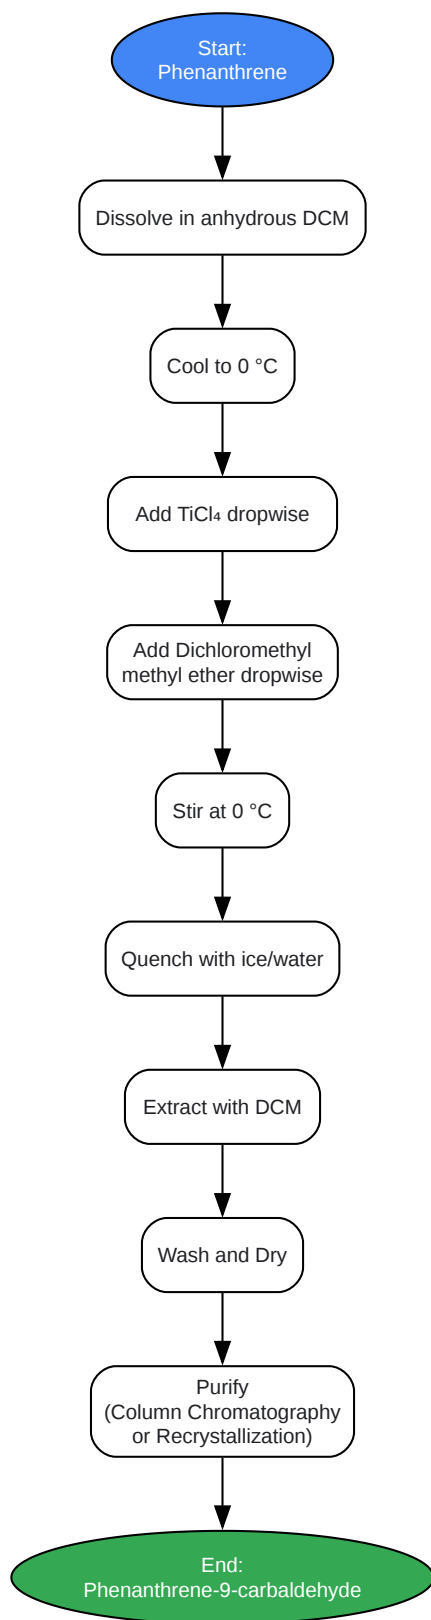 Start:
Phenanthrene
Dissolve in anhydrous DCM
Cool to 0 °C
Add TiCl₄ dropwise
Add Dichloromethyl
methyl ether dropwise
Stir at 0 °C
Quench with ice/water
Extract with DCM
Wash and Dry
Purify
(Column Chromatography
or Recrystallization)
End:
Phenanthrene-9-carbaldehyde